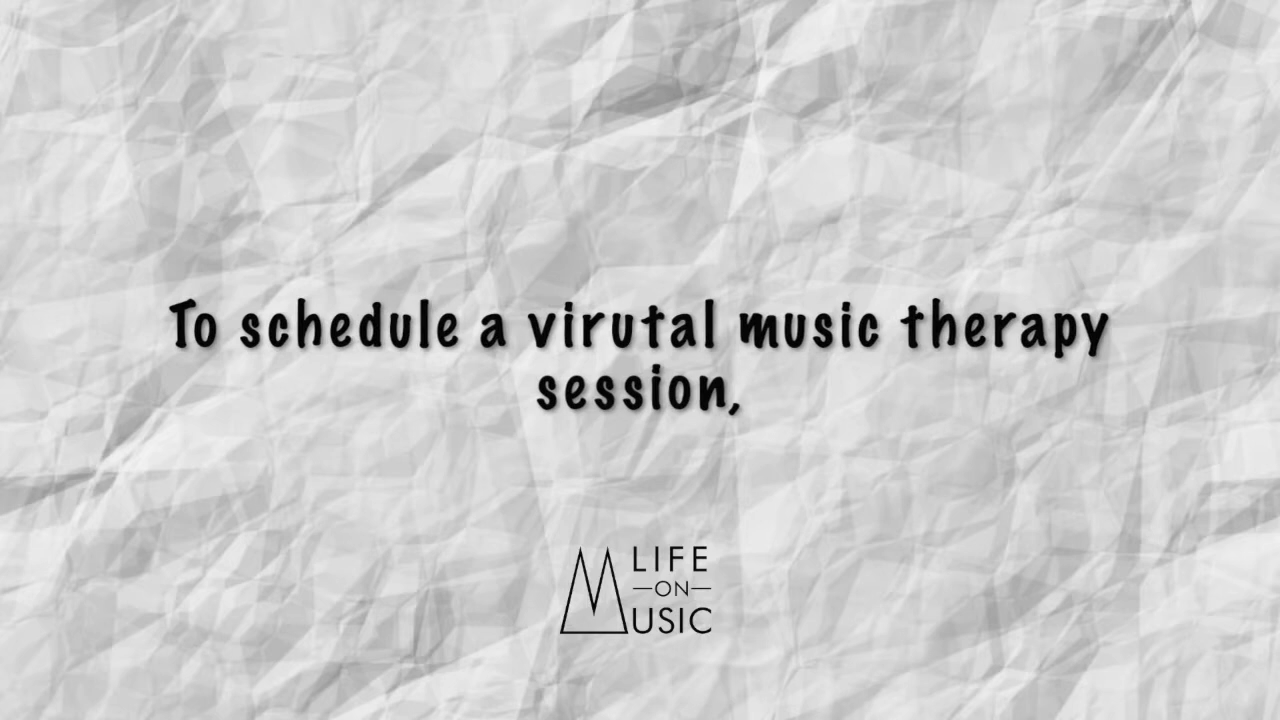 To schedule a virutal music therapy
session,
LIFE
ON
MUSIC